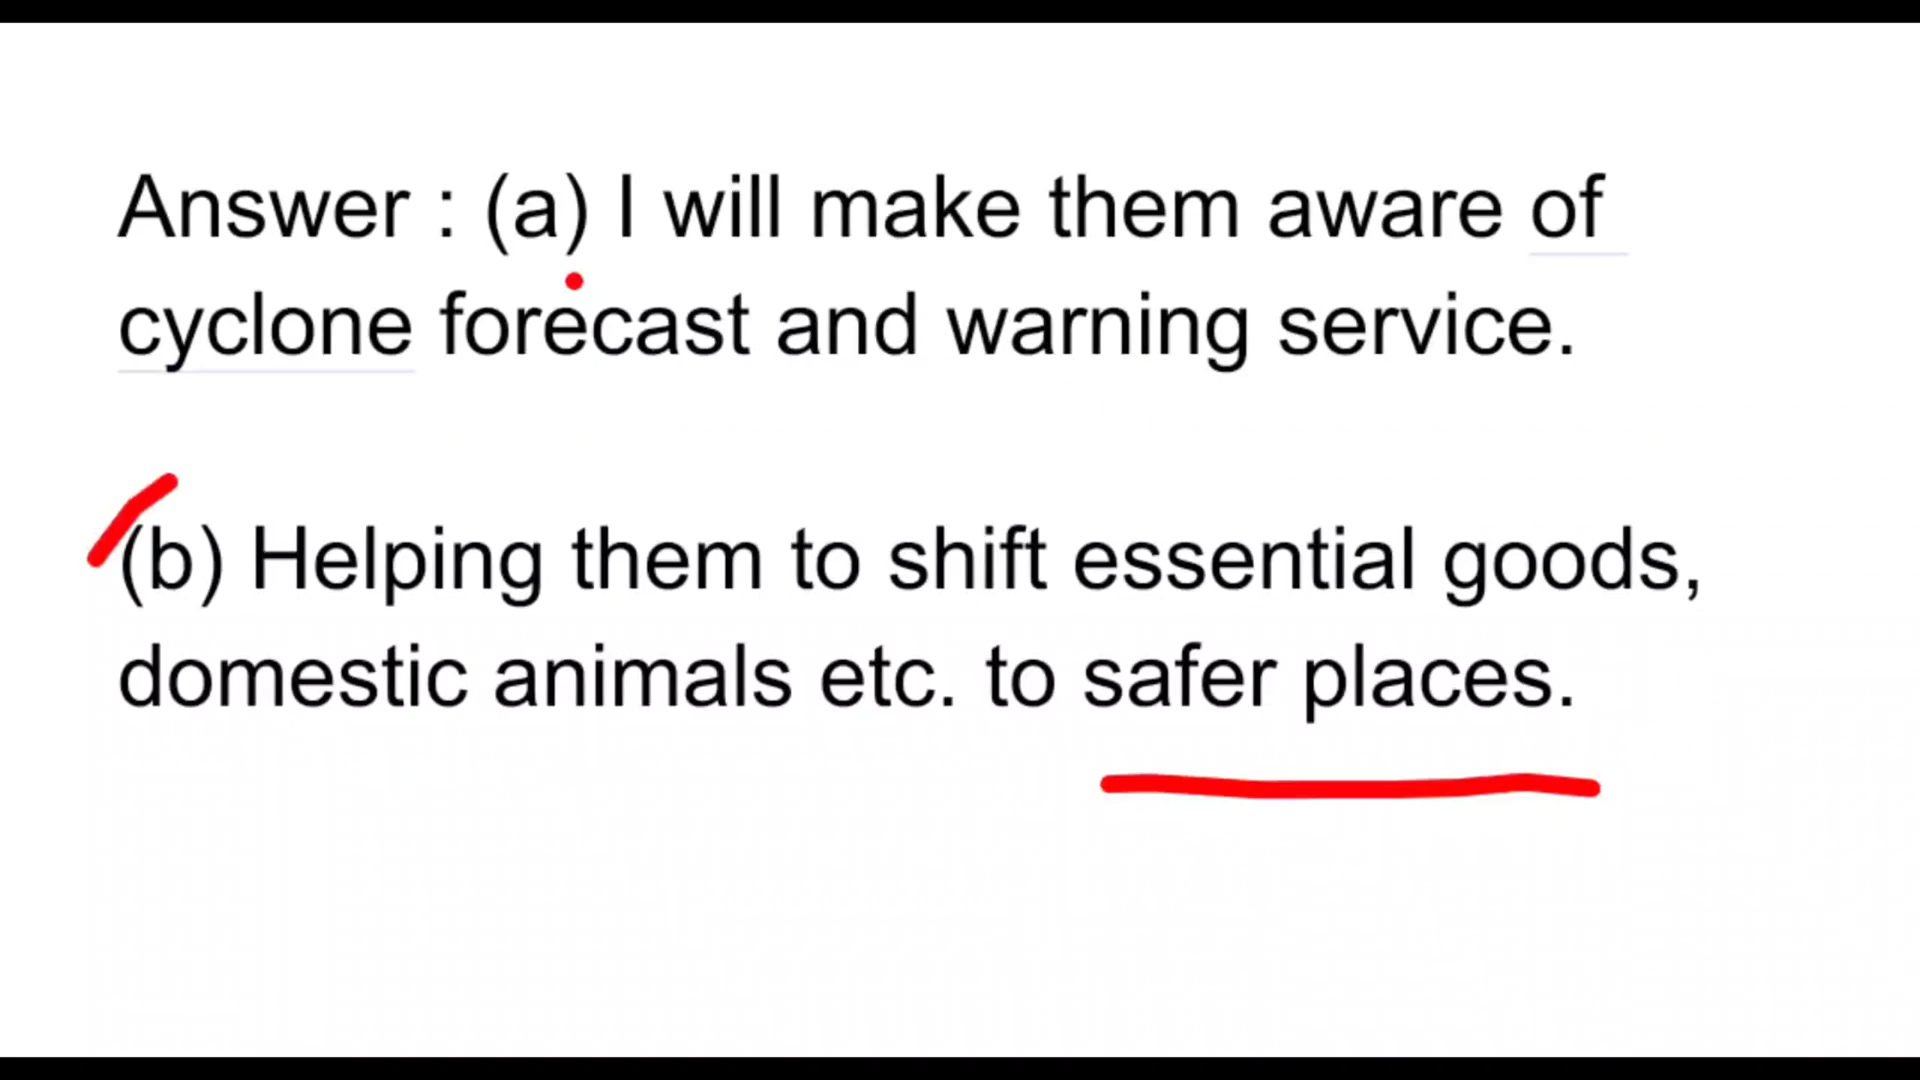 Answer : (a) I will make them aware of
cyclone forecast and warning service.
(b) Helping them to shift essential goods,
domestic animals etc. to safer places.